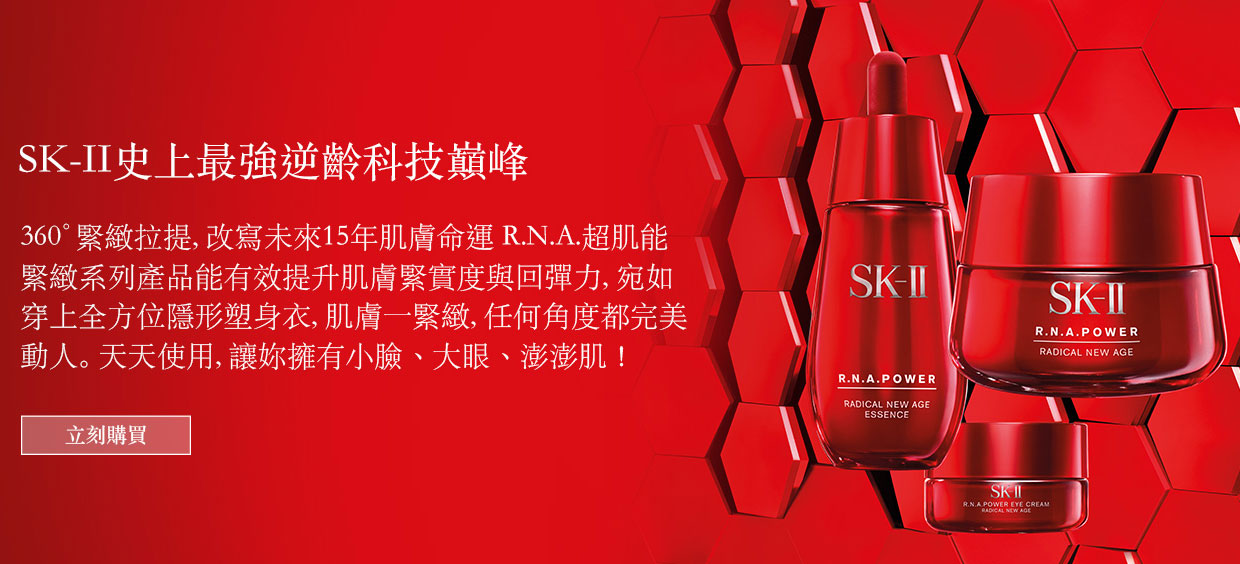 SK-II史上最強逆齡科技巔峰
360°緊緻拉提, 改寫未來15年肌膚命運 R.N.A.超肌能
緊緻系列產品能有效提升肌膚緊實度與回彈力, 宛如
穿上全方位隱形塑身衣, 肌膚一緊緻, 任何角度都完美
動人。天天使用, 讓妳擁有小臉、大眼、澎澎肌！
立刻購買
SK-II
R.N.A.POWER
RADICAL NEW AGE
ESSENCE
SK-II
R.N.A.POWER
RADICAL NEW AGE
SK-II
R.N.A.POWER EYE CREAM
RADICAL NEW AGE